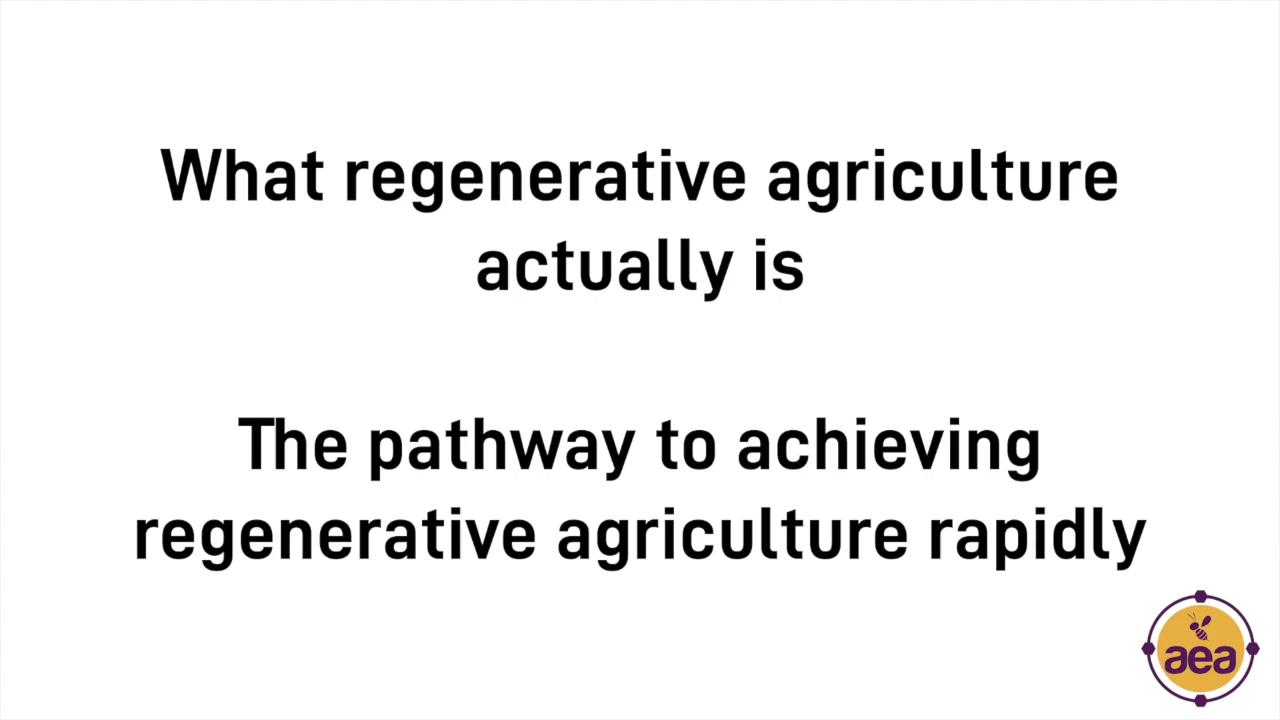 What regenerative agriculture
actually is
The pathway to achieving
regenerative agriculture rapidly
aea